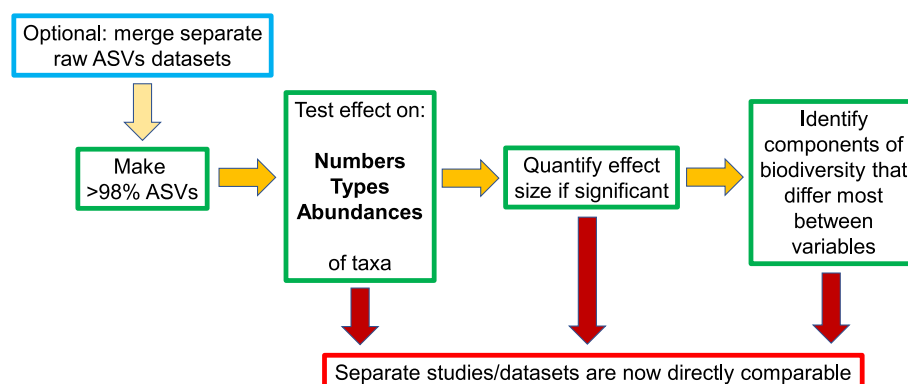 Optional: merge separate
raw ASVs datasets
Make
>98% ASVs
Test effect on:
Numbers
Types
Abundances
of taxa
Quantify effect
size if significant
Identify
components of
biodiversity that
differ most
between
variables
Separate studies/datasets are now directly comparable